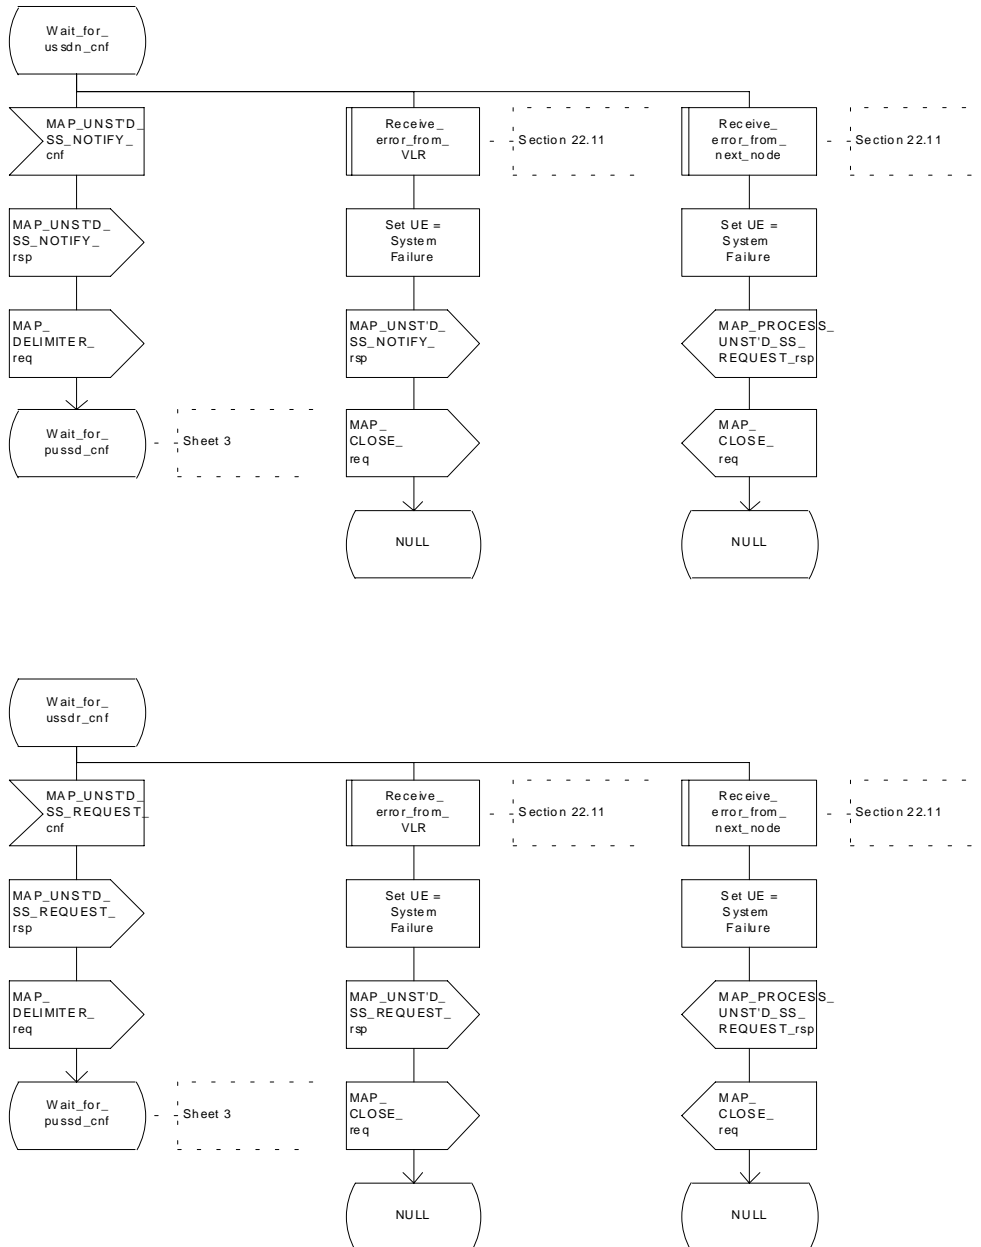 Wait_for_
ussdn_cnf
MAP_UNST'D_
SS_NOTIFY_
cnf
Receive_
error_from_
VLR
Section 22.11
Receive_
error_from_
next_node
Section 22.11
MAP_UNST'D_
SS_NOTIFY_
rsp
Set UE =
System
Failure
Set UE =
System
Failure
MAP_
DELIMITER_
req
MAP_UNST'D_
SS_NOTIFY_
rsp
MAP_PROCESS_
UNST'D_SS_
REQUEST_rsp
Wait_for_
pussd_cnf
Sheet 3
MAP_
CLOSE_
req
MAP_
CLOSE_
req
NULL
NULL
Wait_for_
ussdr_cnf
MAP_UNST'D_
SS_REQUEST_
cnf
Receive_
error_from_
VLR
Section 22.11
Receive_
error_from_
next_node
Section 22.11
MAP_UNST'D_
SS_REQUEST_
rsp
Set UE =
System
Failure
Set UE =
System
Failure
MAP_
DELIMITER_
req
MAP_UNST'D_
SS_REQUEST_
rsp
MAP_PROCESS_
UNST'D_SS_
REQUEST_rsp
Wait_for_
pussd_cnf
Sheet 3
MAP_
CLOSE_
req
MAP_
CLOSE_
req
NULL
NULL